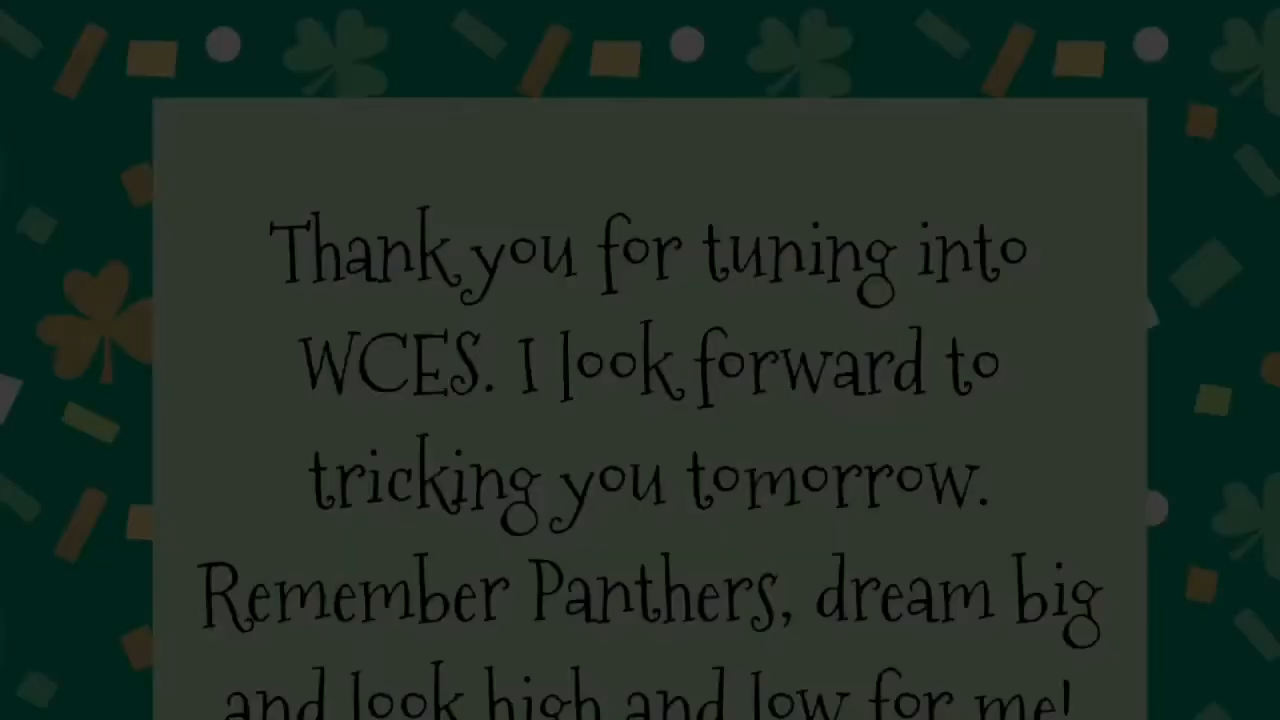 Thank you for tuning into
WCES. I look forward to
tricking you tomorrow.
Remember Panthers, dream big
and look high and low for me!